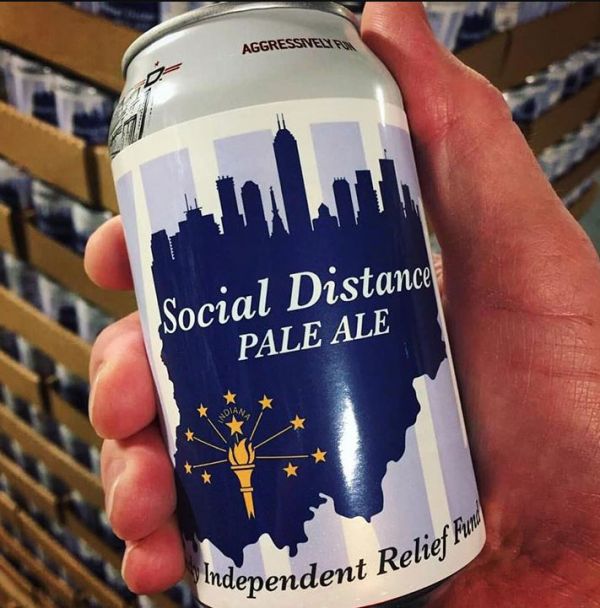 AGGRESSIVELY FUN
Social Distance
PALE ALE
INDIANA
Independent Relief Fund